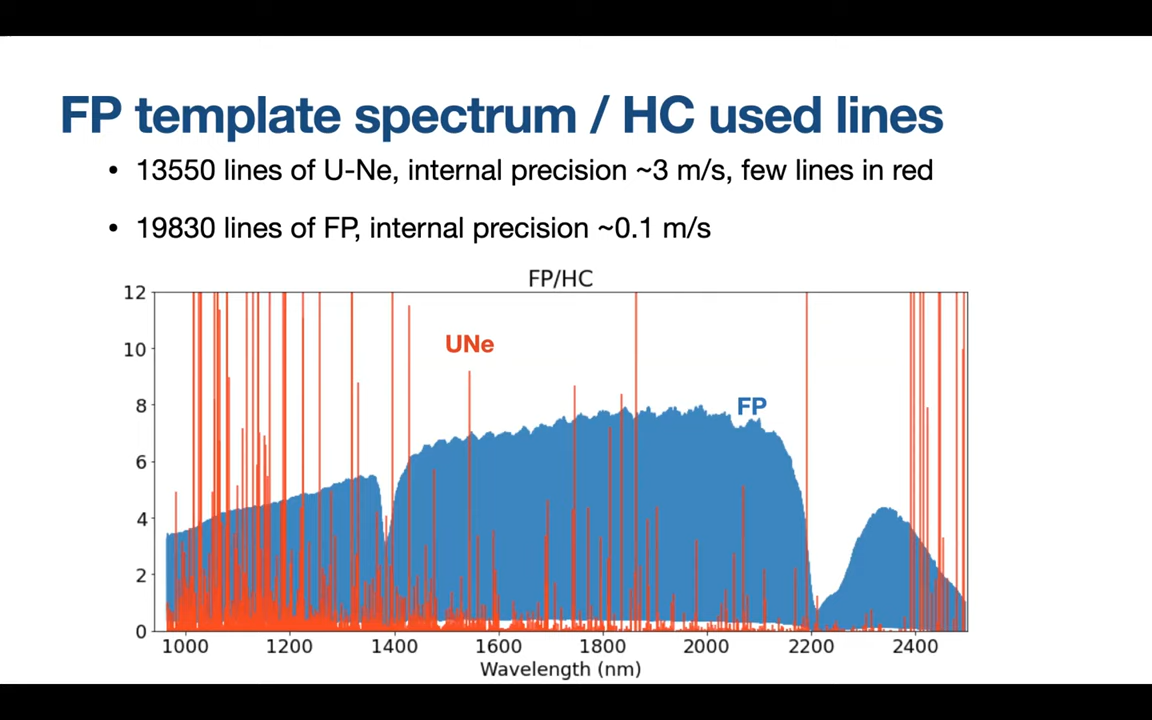 FP template spectrum / HC used lines
• 13550 lines of U-Ne, internal precision ~3 m/s, few lines in red
• 19830 lines of FP, internal precision ~0.1 m/s
FP/HC
12
10
8
6
4
2
0
UNe
FP
1000 1200 1400 1600 1800 2000 2200 2400
Wavelength (nm)